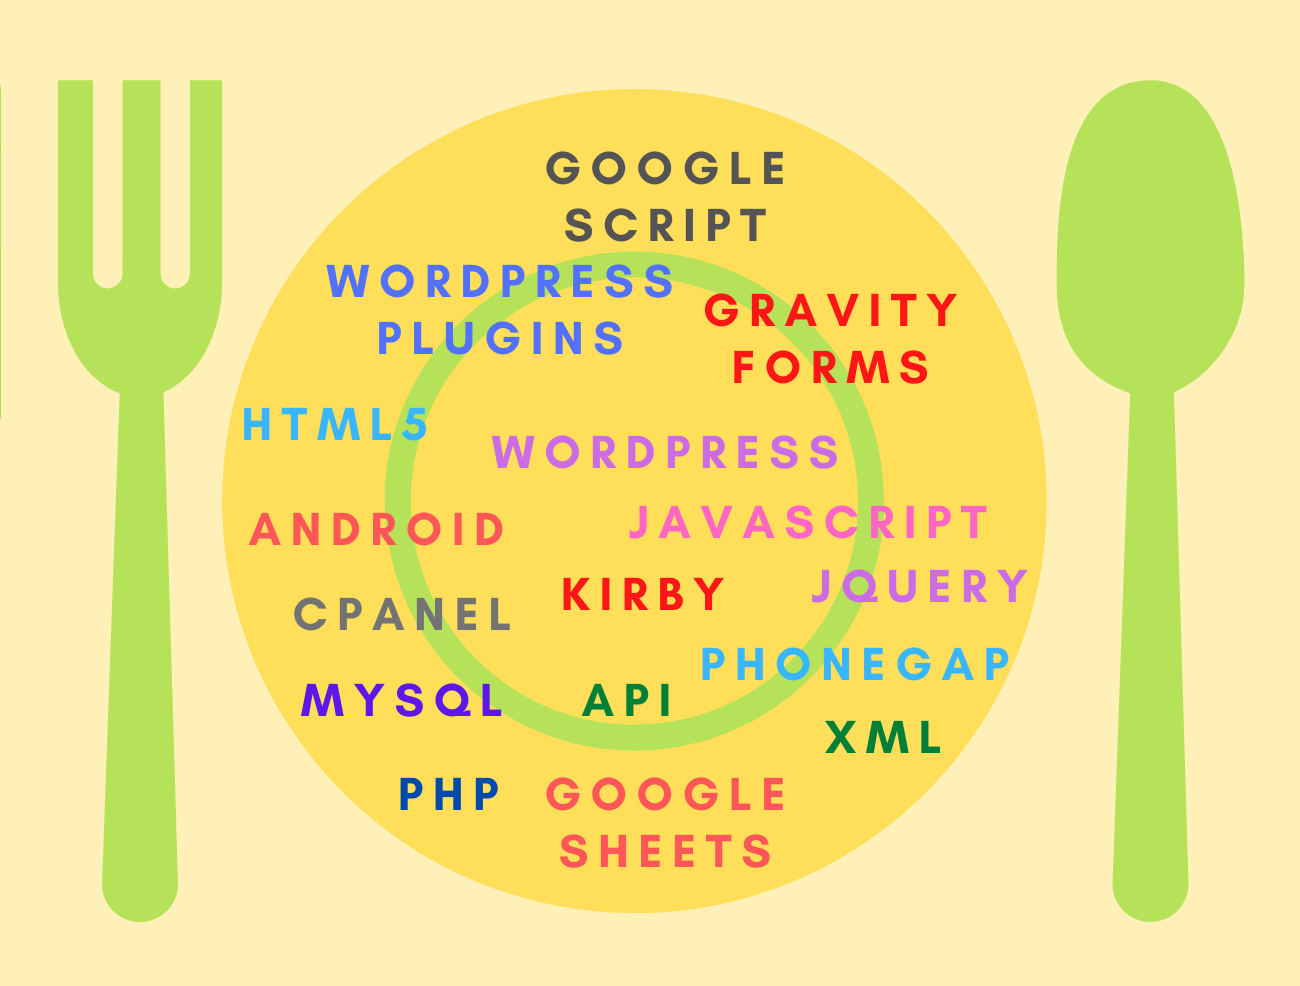 GOOGLE
SCRIPT
WORDPRESS
PLUGINS
GRAVITY
FORMS
HTML5
WORDPRESS
ANDROID
JAVASCRIPT
KIRBY
JQUERY
CPANEL
PHONEGAP
MYSQL
API
XML
PHP
GOOGLE
SHEETS